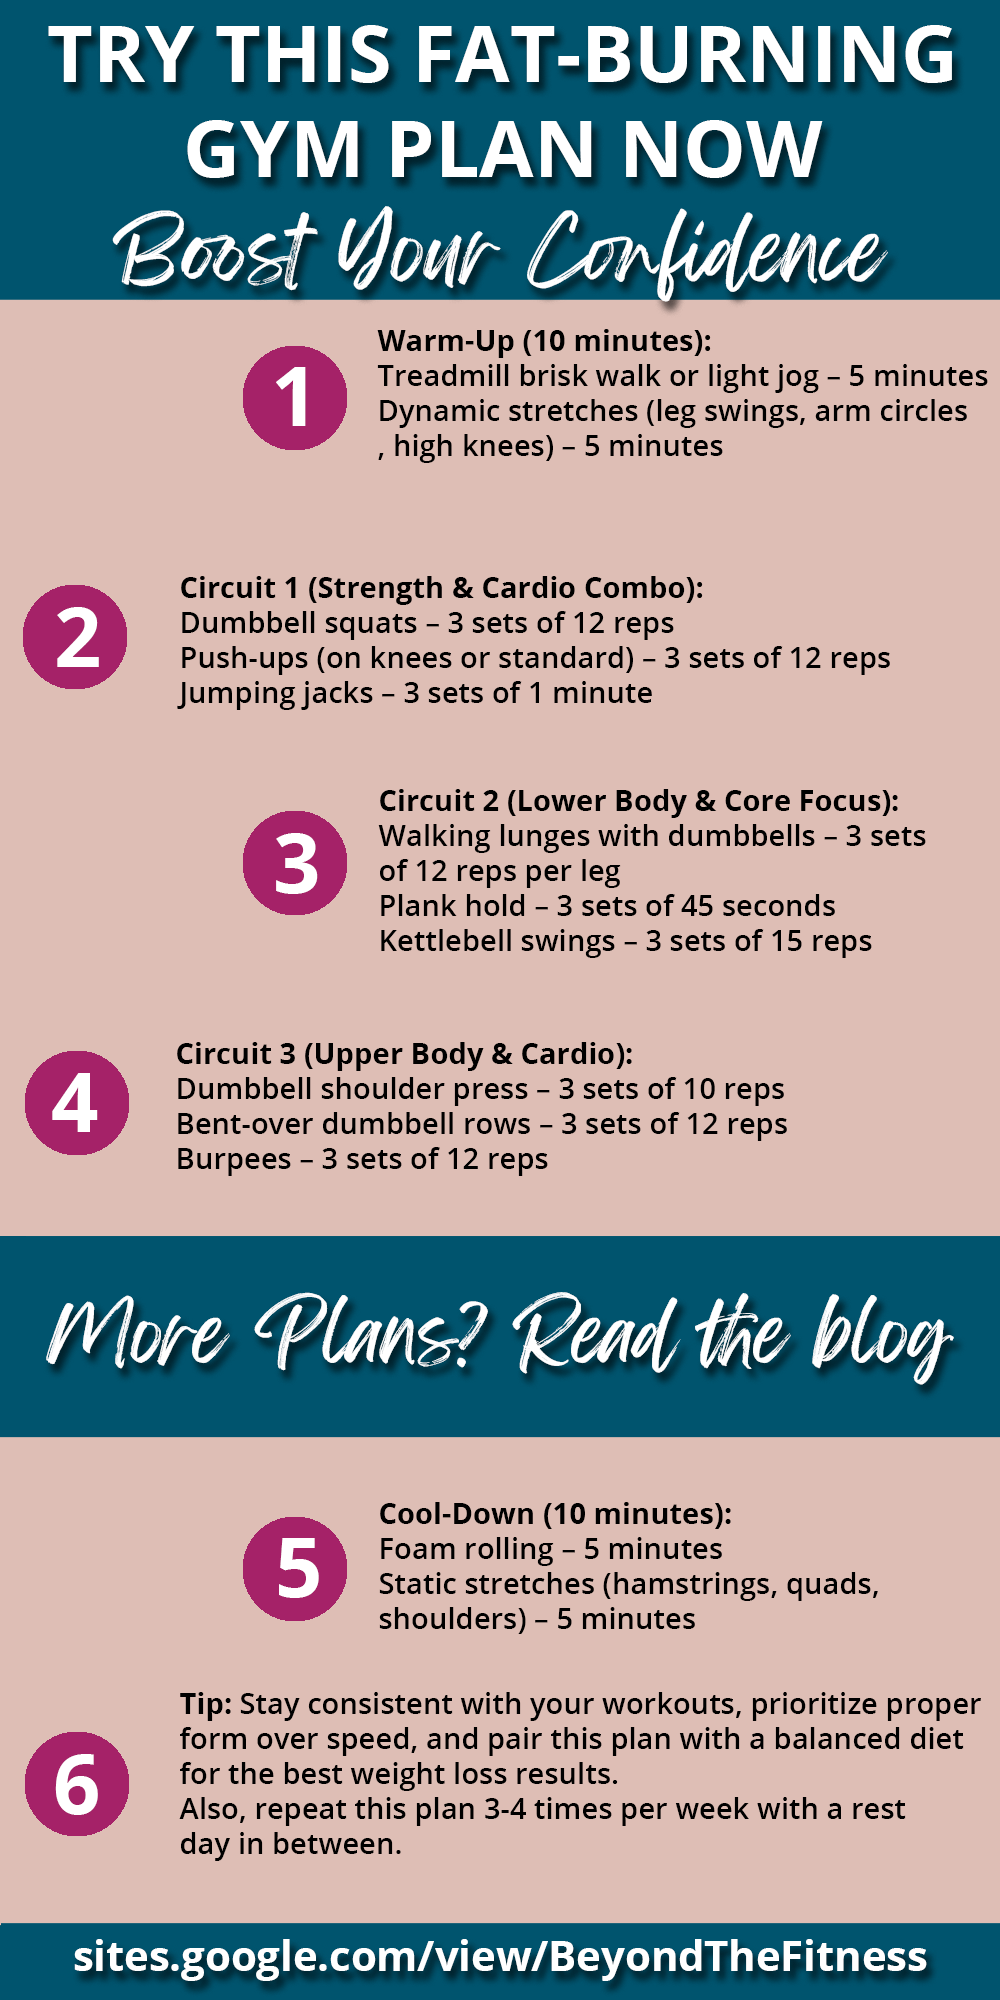 TRY THIS FAT-BURNING
GYM PLAN NOW
Boost Your Confidence
1
Warm-Up (10 minutes):
Treadmill brisk walk or light jog – 5 minutes
Dynamic stretches (leg swings, arm circles
, high knees) – 5 minutes
2
Circuit 1 (Strength & Cardio Combo):
Dumbbell squats – 3 sets of 12 reps
Push-ups (on knees or standard) – 3 sets of 12 reps
Jumping jacks – 3 sets of 1 minute
3
Circuit 2 (Lower Body & Core Focus):
Walking lunges with dumbbells – 3 sets
of 12 reps per leg
Plank hold – 3 sets of 45 seconds
Kettlebell swings – 3 sets of 15 reps
4
Circuit 3 (Upper Body & Cardio):
Dumbbell shoulder press – 3 sets of 10 reps
Bent-over dumbbell rows – 3 sets of 12 reps
Burpees – 3 sets of 12 reps
More Plans? Read the blog
5
Cool-Down (10 minutes):
Foam rolling – 5 minutes
Static stretches (hamstrings, quads,
shoulders) – 5 minutes
6
Tip: Stay consistent with your workouts, prioritize proper
form over speed, and pair this plan with a balanced diet
for the best weight loss results.
Also, repeat this plan 3-4 times per week with a rest
day in between.
sites.google.com/view/BeyondTheFitness